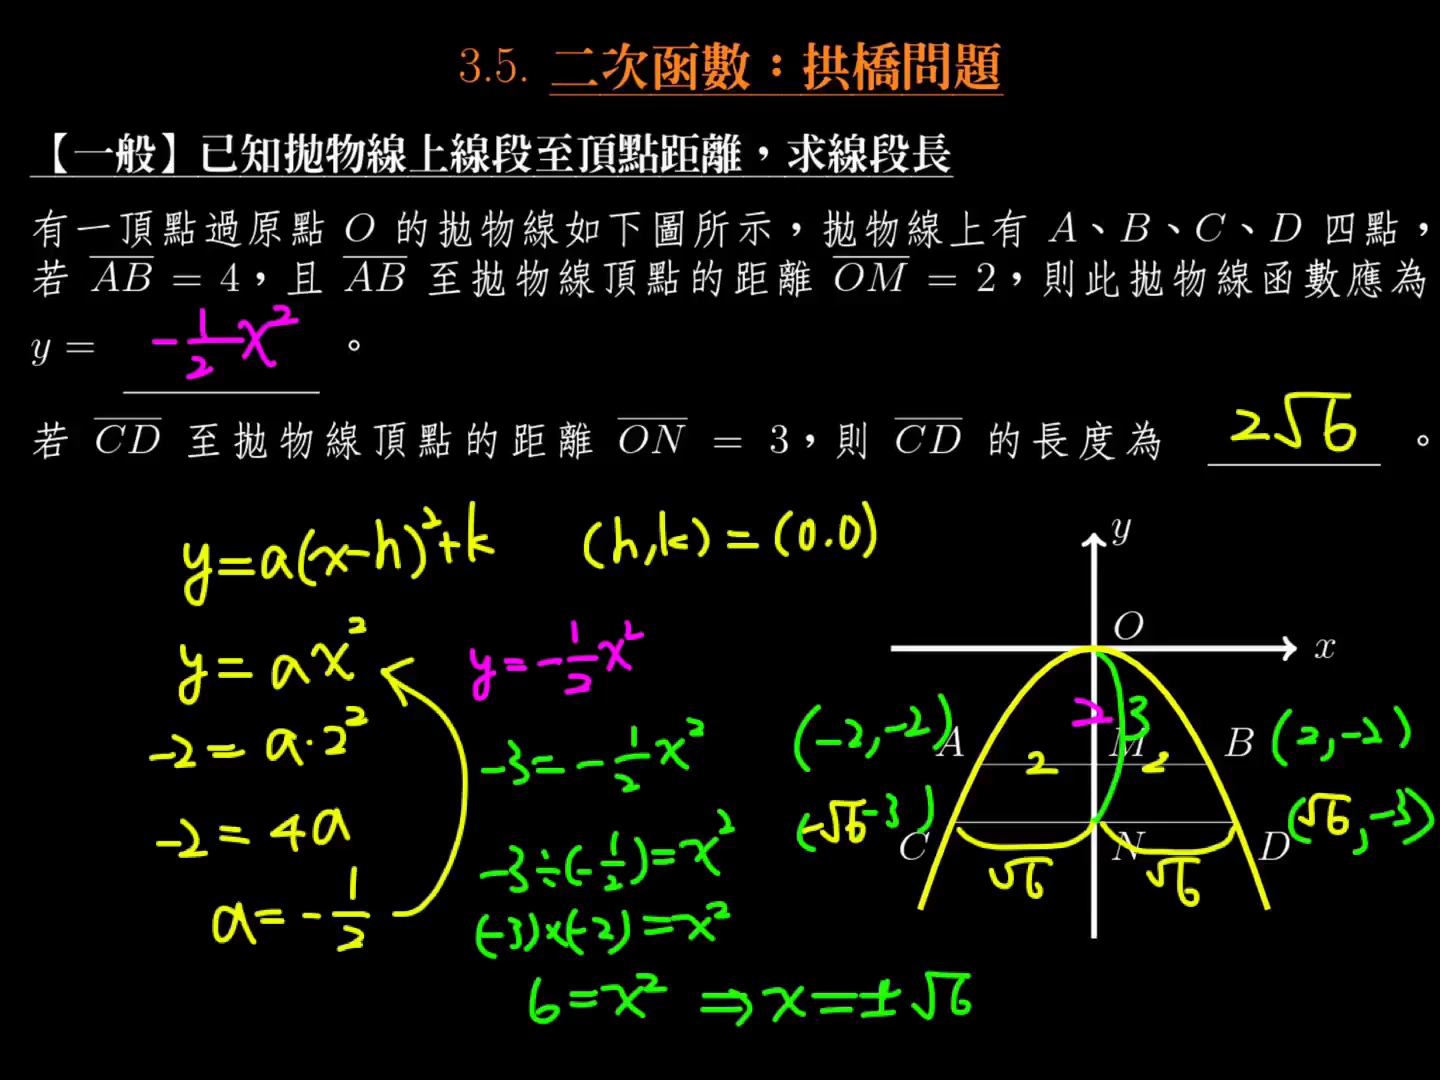 3.5. 二次函數：拱橋問題
【一般】已知拋物線上線段至頂點距離，求線段長
有一頂點過原點 O 的拋物線如下圖所示，拋物線上有 A、B、C、D 四點，
若 AB = 4，且 AB 至拋物線頂點的距離 OM = 2，則此拋物線函數應為
y = -1/2x² 。
若 CD 至拋物線頂點的距離 ON = 3，則 CD 的長度為 2√6 。
y=a(x-h)²+k (h,k)=(0.0)
y=ax²
-2=a·2²
-2=4a
a=-1/2
y=-1/2x²
-3=-1/2x²
-3÷(-1/2)=x²
(-3)×(-2)=x²
6=x² ⇒x=±√6
y
O
x
2 3
(-2,-2) A 2 M 2 B (2,-2)
(-√6 -3) C N D (√6,-3)
√6 √6